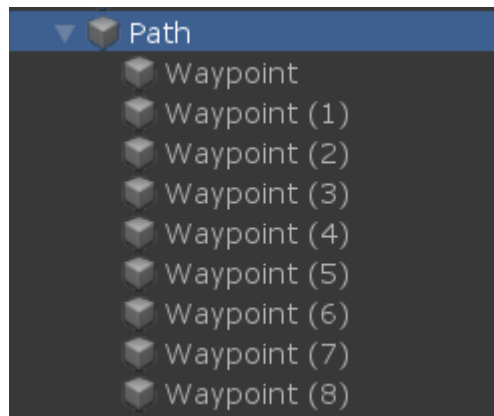 Path
Waypoint
Waypoint (1)
Waypoint (2)
Waypoint (3)
Waypoint (4)
Waypoint (5)
Waypoint (6)
Waypoint (7)
Waypoint (8)